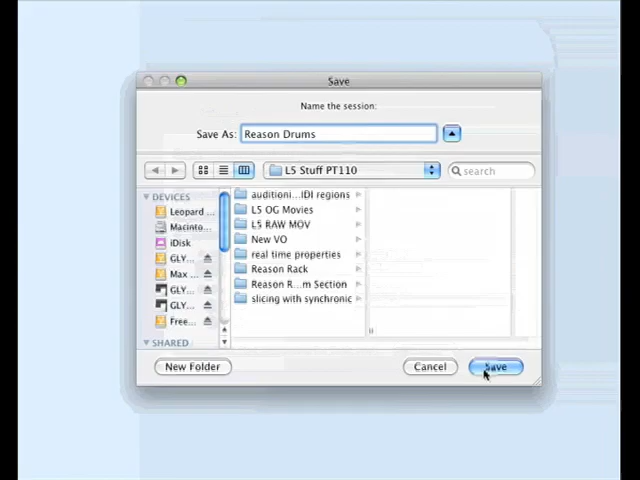 Save
Name the session:
Save As: Reason Drums
L5 Stuff PT110
search
DEVICES
Leopard ...
Macinto...
iDisk
GLY...
Max ...
GLY...
GLY...
Free...
SHARED
auditioni...IDI regions
L5 OG Movies
L5 RAW MOV
New VO
real time properties
Reason Rack
Reason R...m Section
slicing with synchronic
New Folder
Cancel
Save